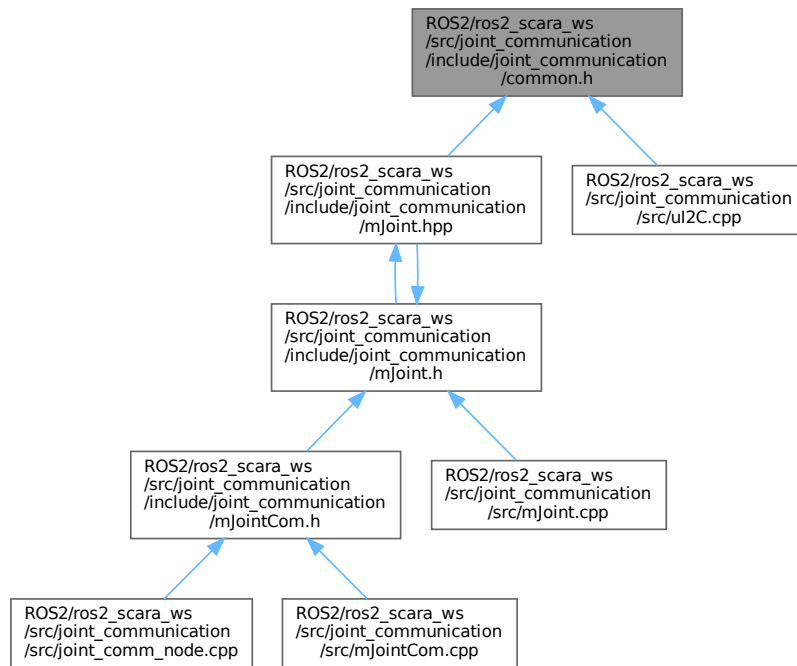 ROS2/ros2_scara_ws
/src/joint_communication
/include/joint_communication
/common.h
ROS2/ros2_scara_ws
/src/joint_communication
/include/joint_communication
/mJoint.hpp
ROS2/ros2_scara_ws
/src/joint_communication
/src/uI2C.cpp
ROS2/ros2_scara_ws
/src/joint_communication
/include/joint_communication
/mJoint.h
ROS2/ros2_scara_ws
/src/joint_communication
/include/joint_communication
/mJointCom.h
ROS2/ros2_scara_ws
/src/joint_communication
/src/mJoint.cpp
ROS2/ros2_scara_ws
/src/joint_communication
/src/joint_comm_node.cpp
ROS2/ros2_scara_ws
/src/joint_communication
/src/mJointCom.cpp